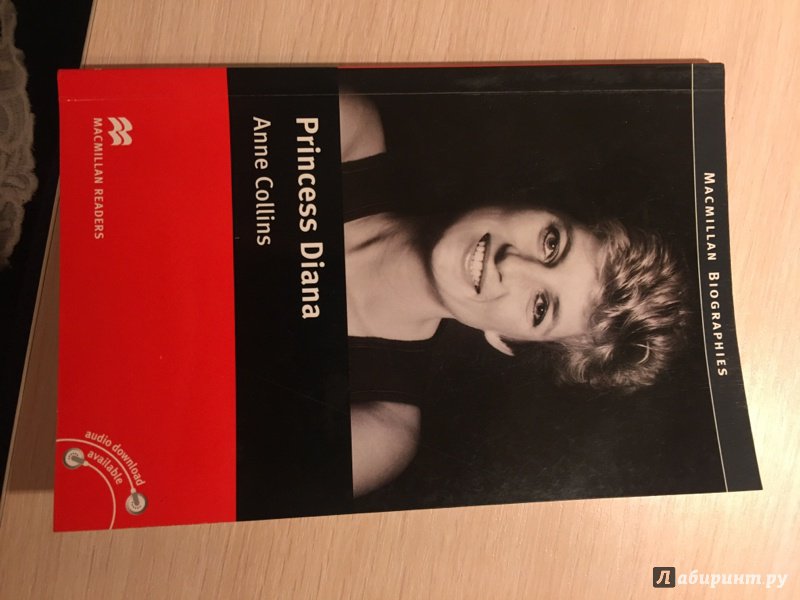 MACMILLAN BIOGRAPHIES
Princess Diana
Anne Collins
MACMILLAN READERS
audio download
available
Лабиринт.ру